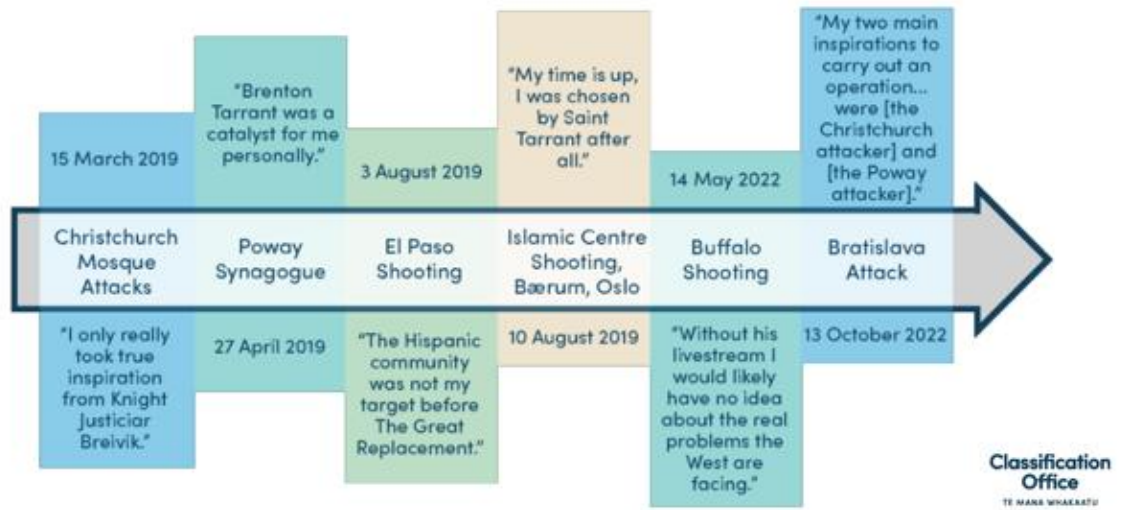 15 March 2019
Christchurch
Mosque
Attacks
“I only really
took true
inspiration
from Knight
Justiciar
Breivik.”
“Brenton
Tarrant was a
catalyst for me
personally.”
Poway
Synagogue
27 April 2019
3 August 2019
El Paso
Shooting
“The Hispanic
community
was not my
target before
The Great
Replacement.”
“My time is up,
I was chosen
by Saint
Tarrant after
all.”
Islamic Centre
Shooting,
Bærum, Oslo
10 August 2019
14 May 2022
Buffalo
Shooting
“Without his
livestream I
would likely
have no idea
about the real
problems the
West are
facing.”
“My two main
inspirations to
carry out an
operation...
were [the
Christchurch
attacker] and
[the Poway
attacker].”
Bratislava
Attack
13 October 2022
Classification
Office
TE MANA WHAKAATU